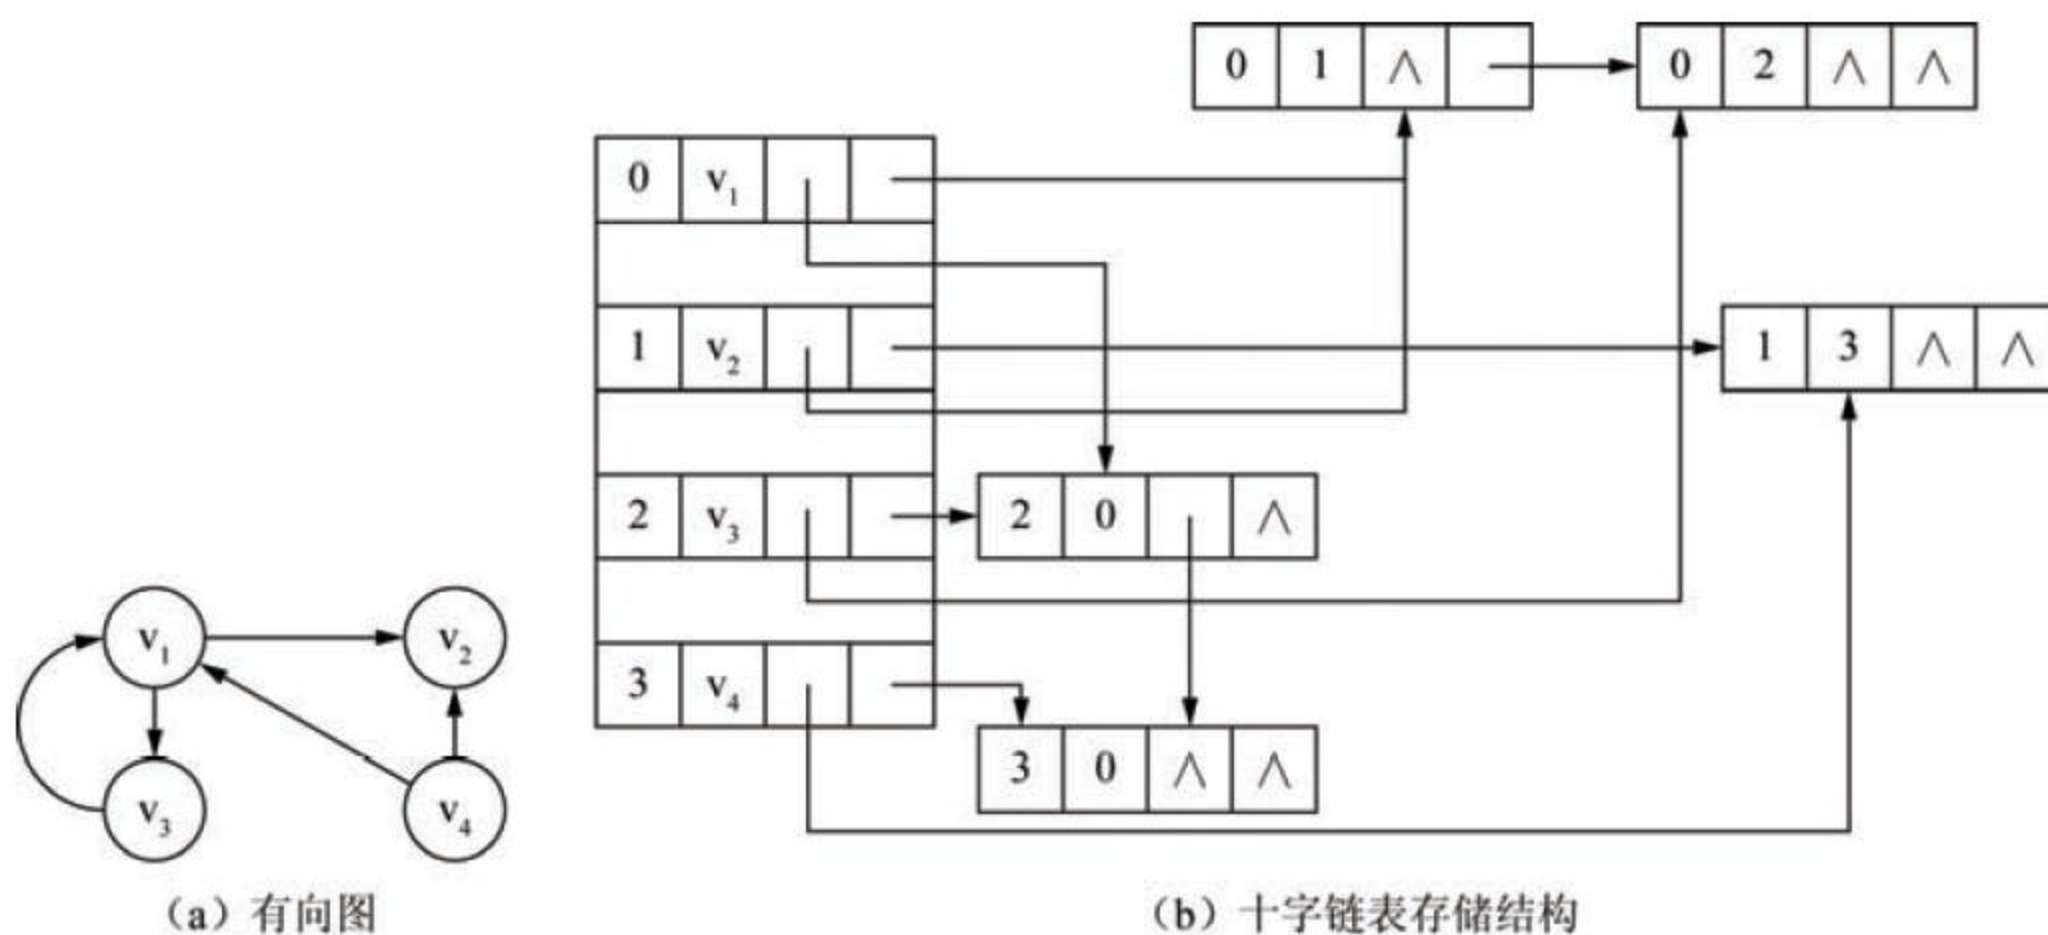 0 1 ∧ 0 2 ∧ ∧
0 v₁
1 v₂ 1 3 ∧ ∧
2 v₃ 2 0 ∧
3 v₄ 3 0 ∧ ∧
v₁ v₂
v₃ v₄
（a）有向图
（b）十字链表存储结构